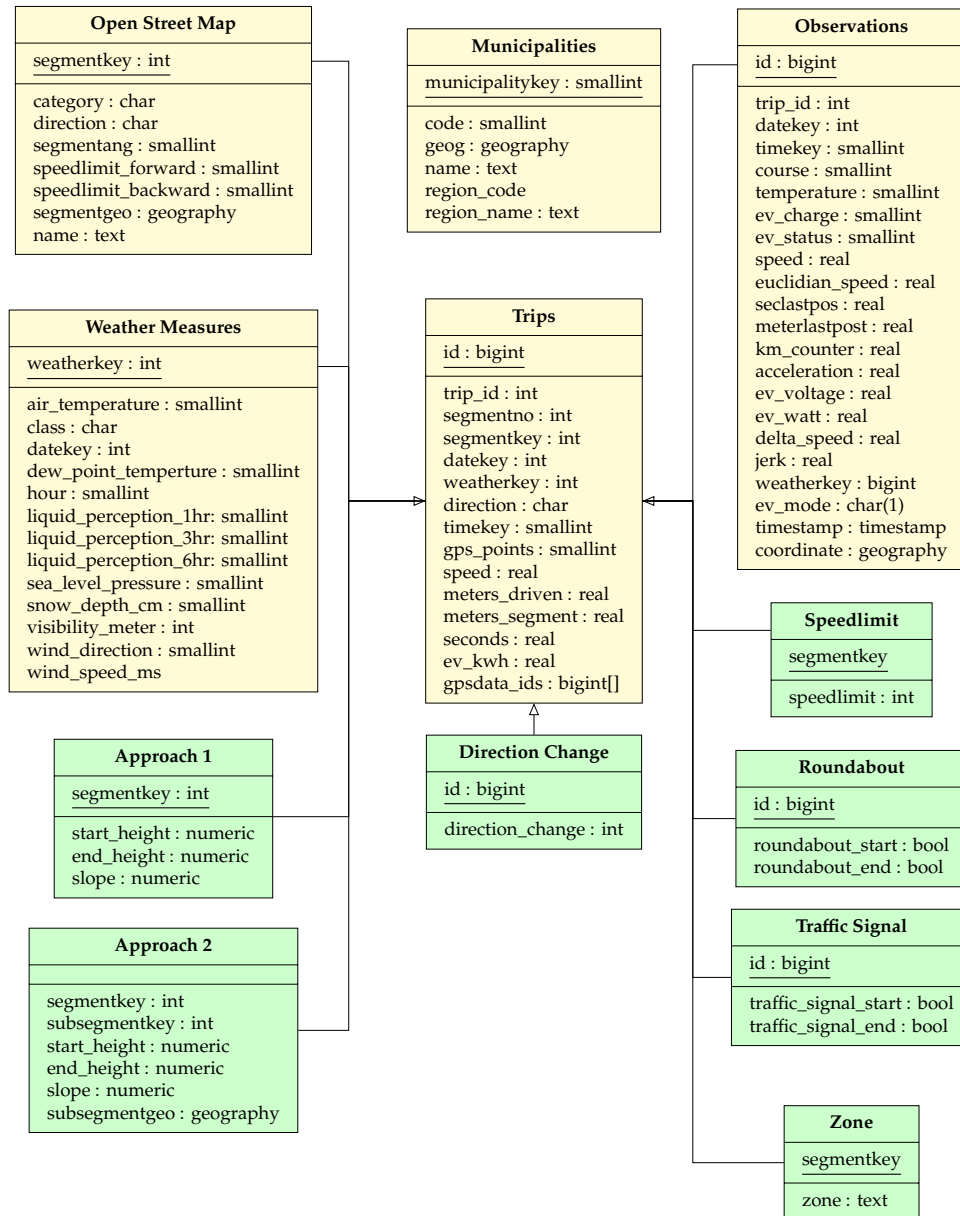 Open Street Map
segmentkey : int
category : char
direction : char
segmentang : smallint
speedlimit_forward : smallint
speedlimit_backward : smallint
segmentgeo : geography
name : text
Municipalities
municipalitykey : smallint
code : smallint
geog : geography
name : text
region_code
region_name : text
Observations
id : bigint
trip_id : int
datekey : int
timekey : smallint
course : smallint
temperature : smallint
ev_charge : smallint
ev_status : smallint
speed : real
euclidian_speed : real
seclastpos : real
meterlastpost : real
km_counter : real
acceleration : real
ev_voltage : real
ev_watt : real
delta_speed : real
jerk : real
weatherkey : bigint
ev_mode : char(1)
timestamp : timestamp
coordinate : geography
Weather Measures
weatherkey : int
air_temperature : smallint
class : char
datekey : int
dew_point_temperture : smallint
hour : smallint
liquid_perception_1hr: smallint
liquid_perception_3hr: smallint
liquid_perception_6hr: smallint
sea_level_pressure : smallint
snow_depth_cm : smallint
visibility_meter : int
wind_direction : smallint
wind_speed_ms
Trips
id : bigint
trip_id : int
segmentno : int
segmentkey : int
datekey : int
weatherkey : int
direction : char
timekey : smallint
gps_points : smallint
speed : real
meters_driven : real
meters_segment : real
seconds : real
ev_kwh : real
gpsdata_ids : bigint[]
Speedlimit
segmentkey
speedlimit : int
Approach 1
segmentkey : int
start_height : numeric
end_height : numeric
slope : numeric
Direction Change
id : bigint
direction_change : int
Roundabout
id : bigint
roundabout_start : bool
roundabout_end : bool
Approach 2
segmentkey : int
subsegmentkey : int
start_height : numeric
end_height : numeric
slope : numeric
subsegmentgeo : geography
Traffic Signal
id : bigint
traffic_signal_start : bool
traffic_signal_end : bool
Zone
segmentkey
zone : text